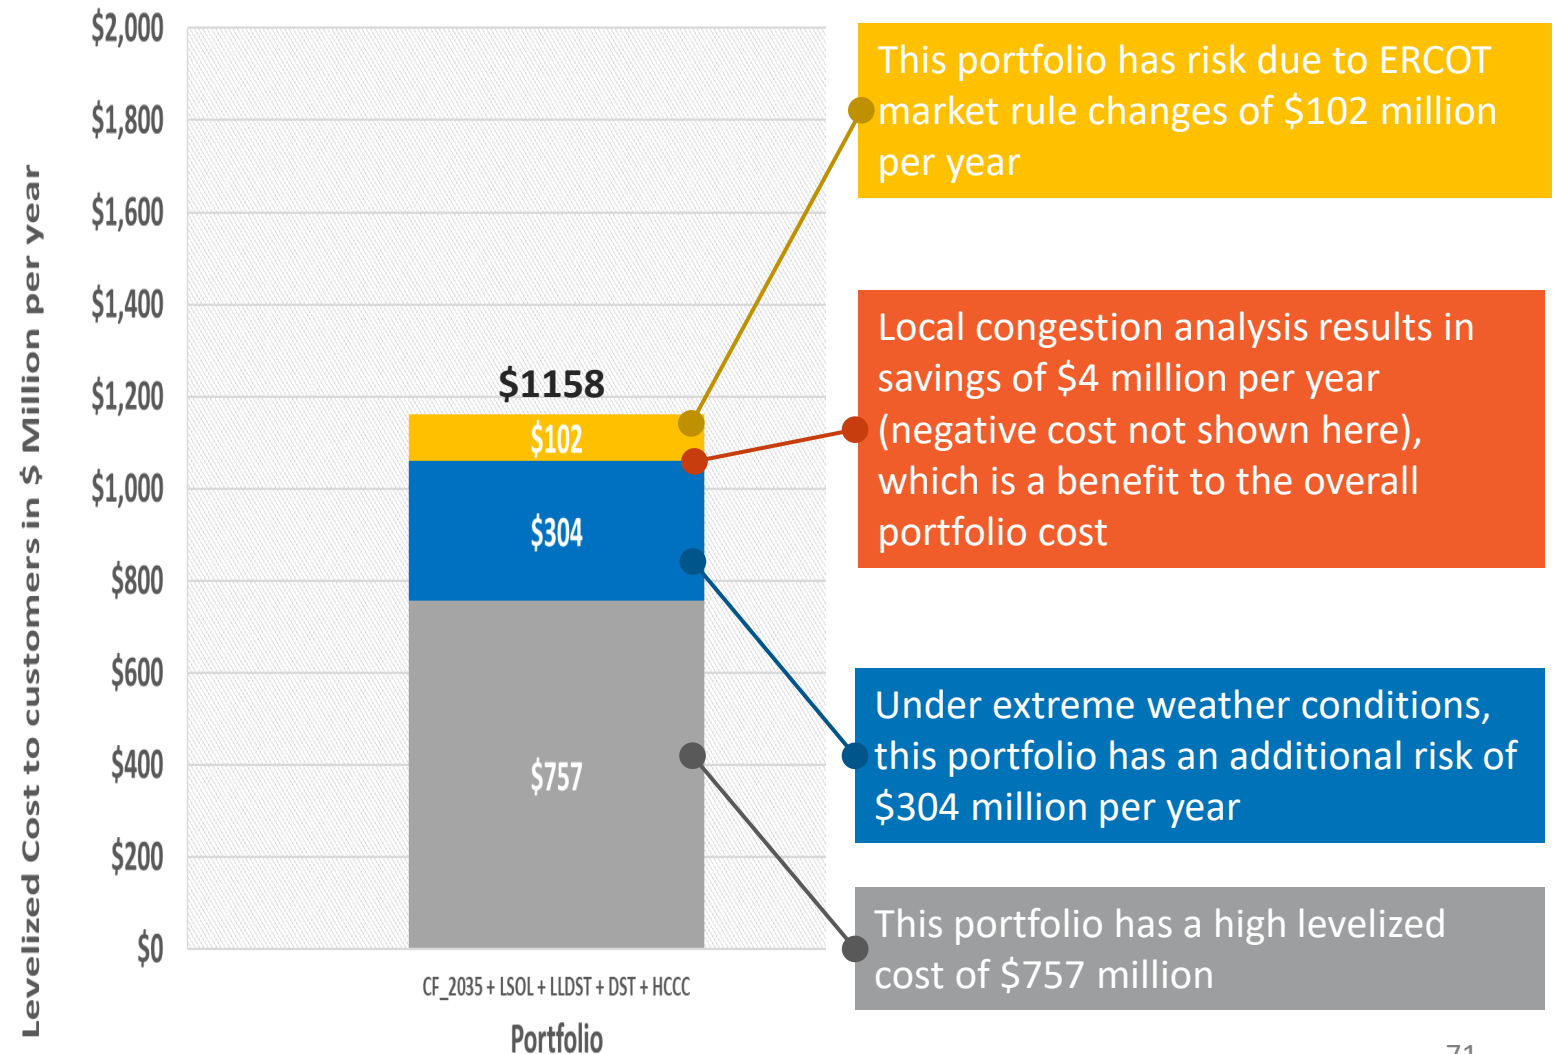 $2,000
$1,800
$1,600
$1,400
$1,200
$1,000
$800
$600
$400
$200
$0
Levelized Cost to customers in $ Million per year
$1158
$102
$304
$757
CF_2035 + LSOL + LLDST + DST + HCCC
Portfolio
This portfolio has risk due to ERCOT
market rule changes of $102 million
per year
Local congestion analysis results in
savings of $4 million per year
(negative cost not shown here),
which is a benefit to the overall
portfolio cost
Under extreme weather conditions,
this portfolio has an additional risk of
$304 million per year
This portfolio has a high levelized
cost of $757 million
71